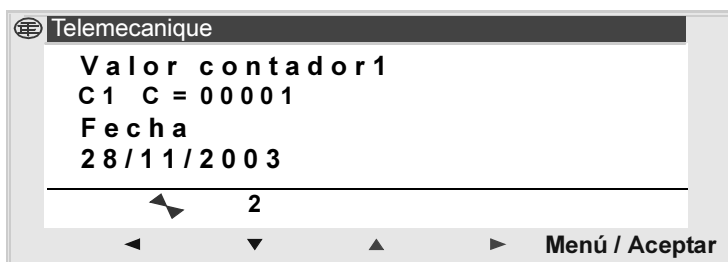 Telemecanique
Valor contador1
C1 C=00001
Fecha
28/11/2003
2
Menú / Aceptar